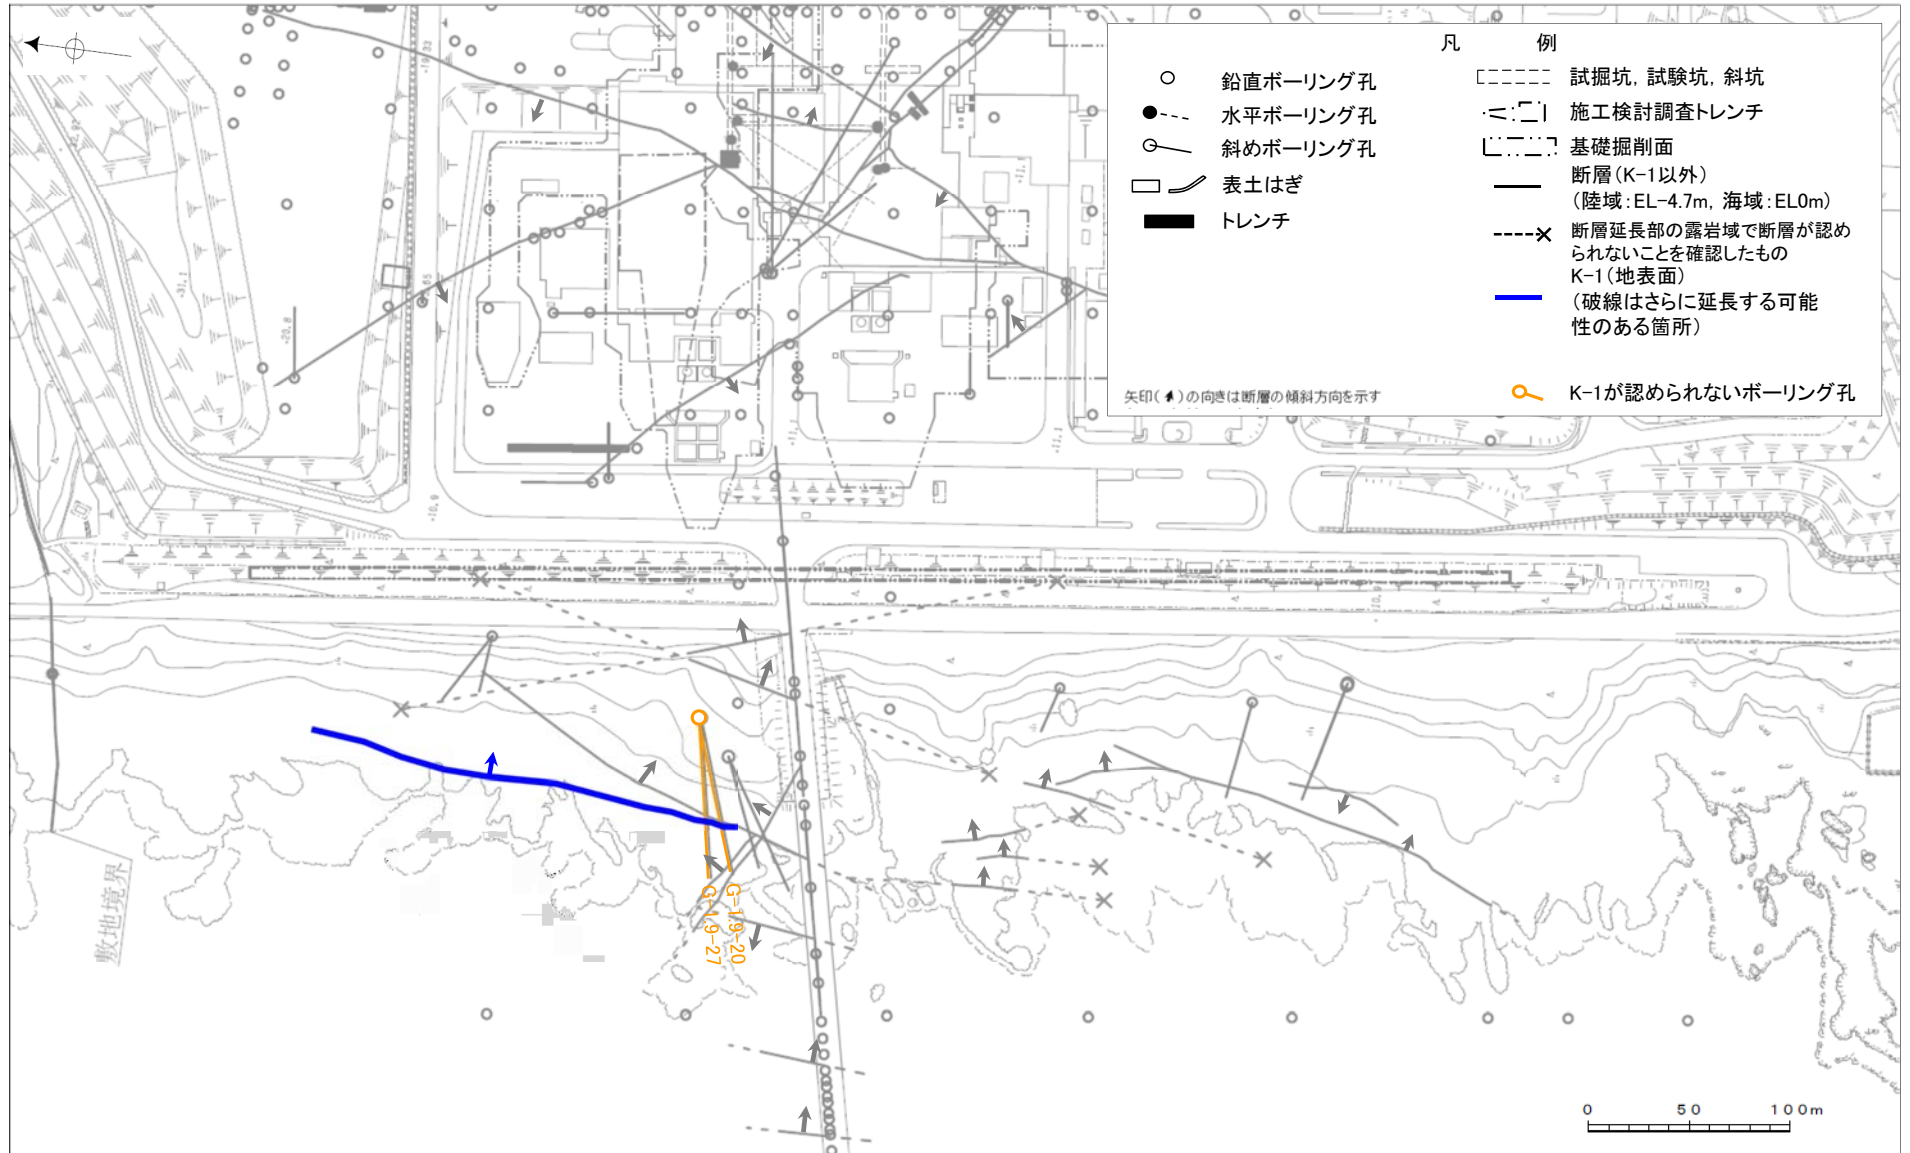 凡 例
鉛直ボーリング孔
水平ボーリング孔
斜めボーリング孔
表土はぎ
トレンチ
矢印( )の向きは断層の傾斜方向を示す
試掘坑, 試験坑, 斜坑
施工検討調査トレンチ
基礎掘削面
断層(K-1以外)
(陸域:EL-4.7m, 海域:EL0m)
断層延長部の露岩域で断層が認め
られないことを確認したもの
K-1(地表面)
(破線はさらに延長する可能
性のある箇所)
K-1が認められないボーリング孔
敷地境界
G-1.9-27
G-1.9-20
0 50 100m